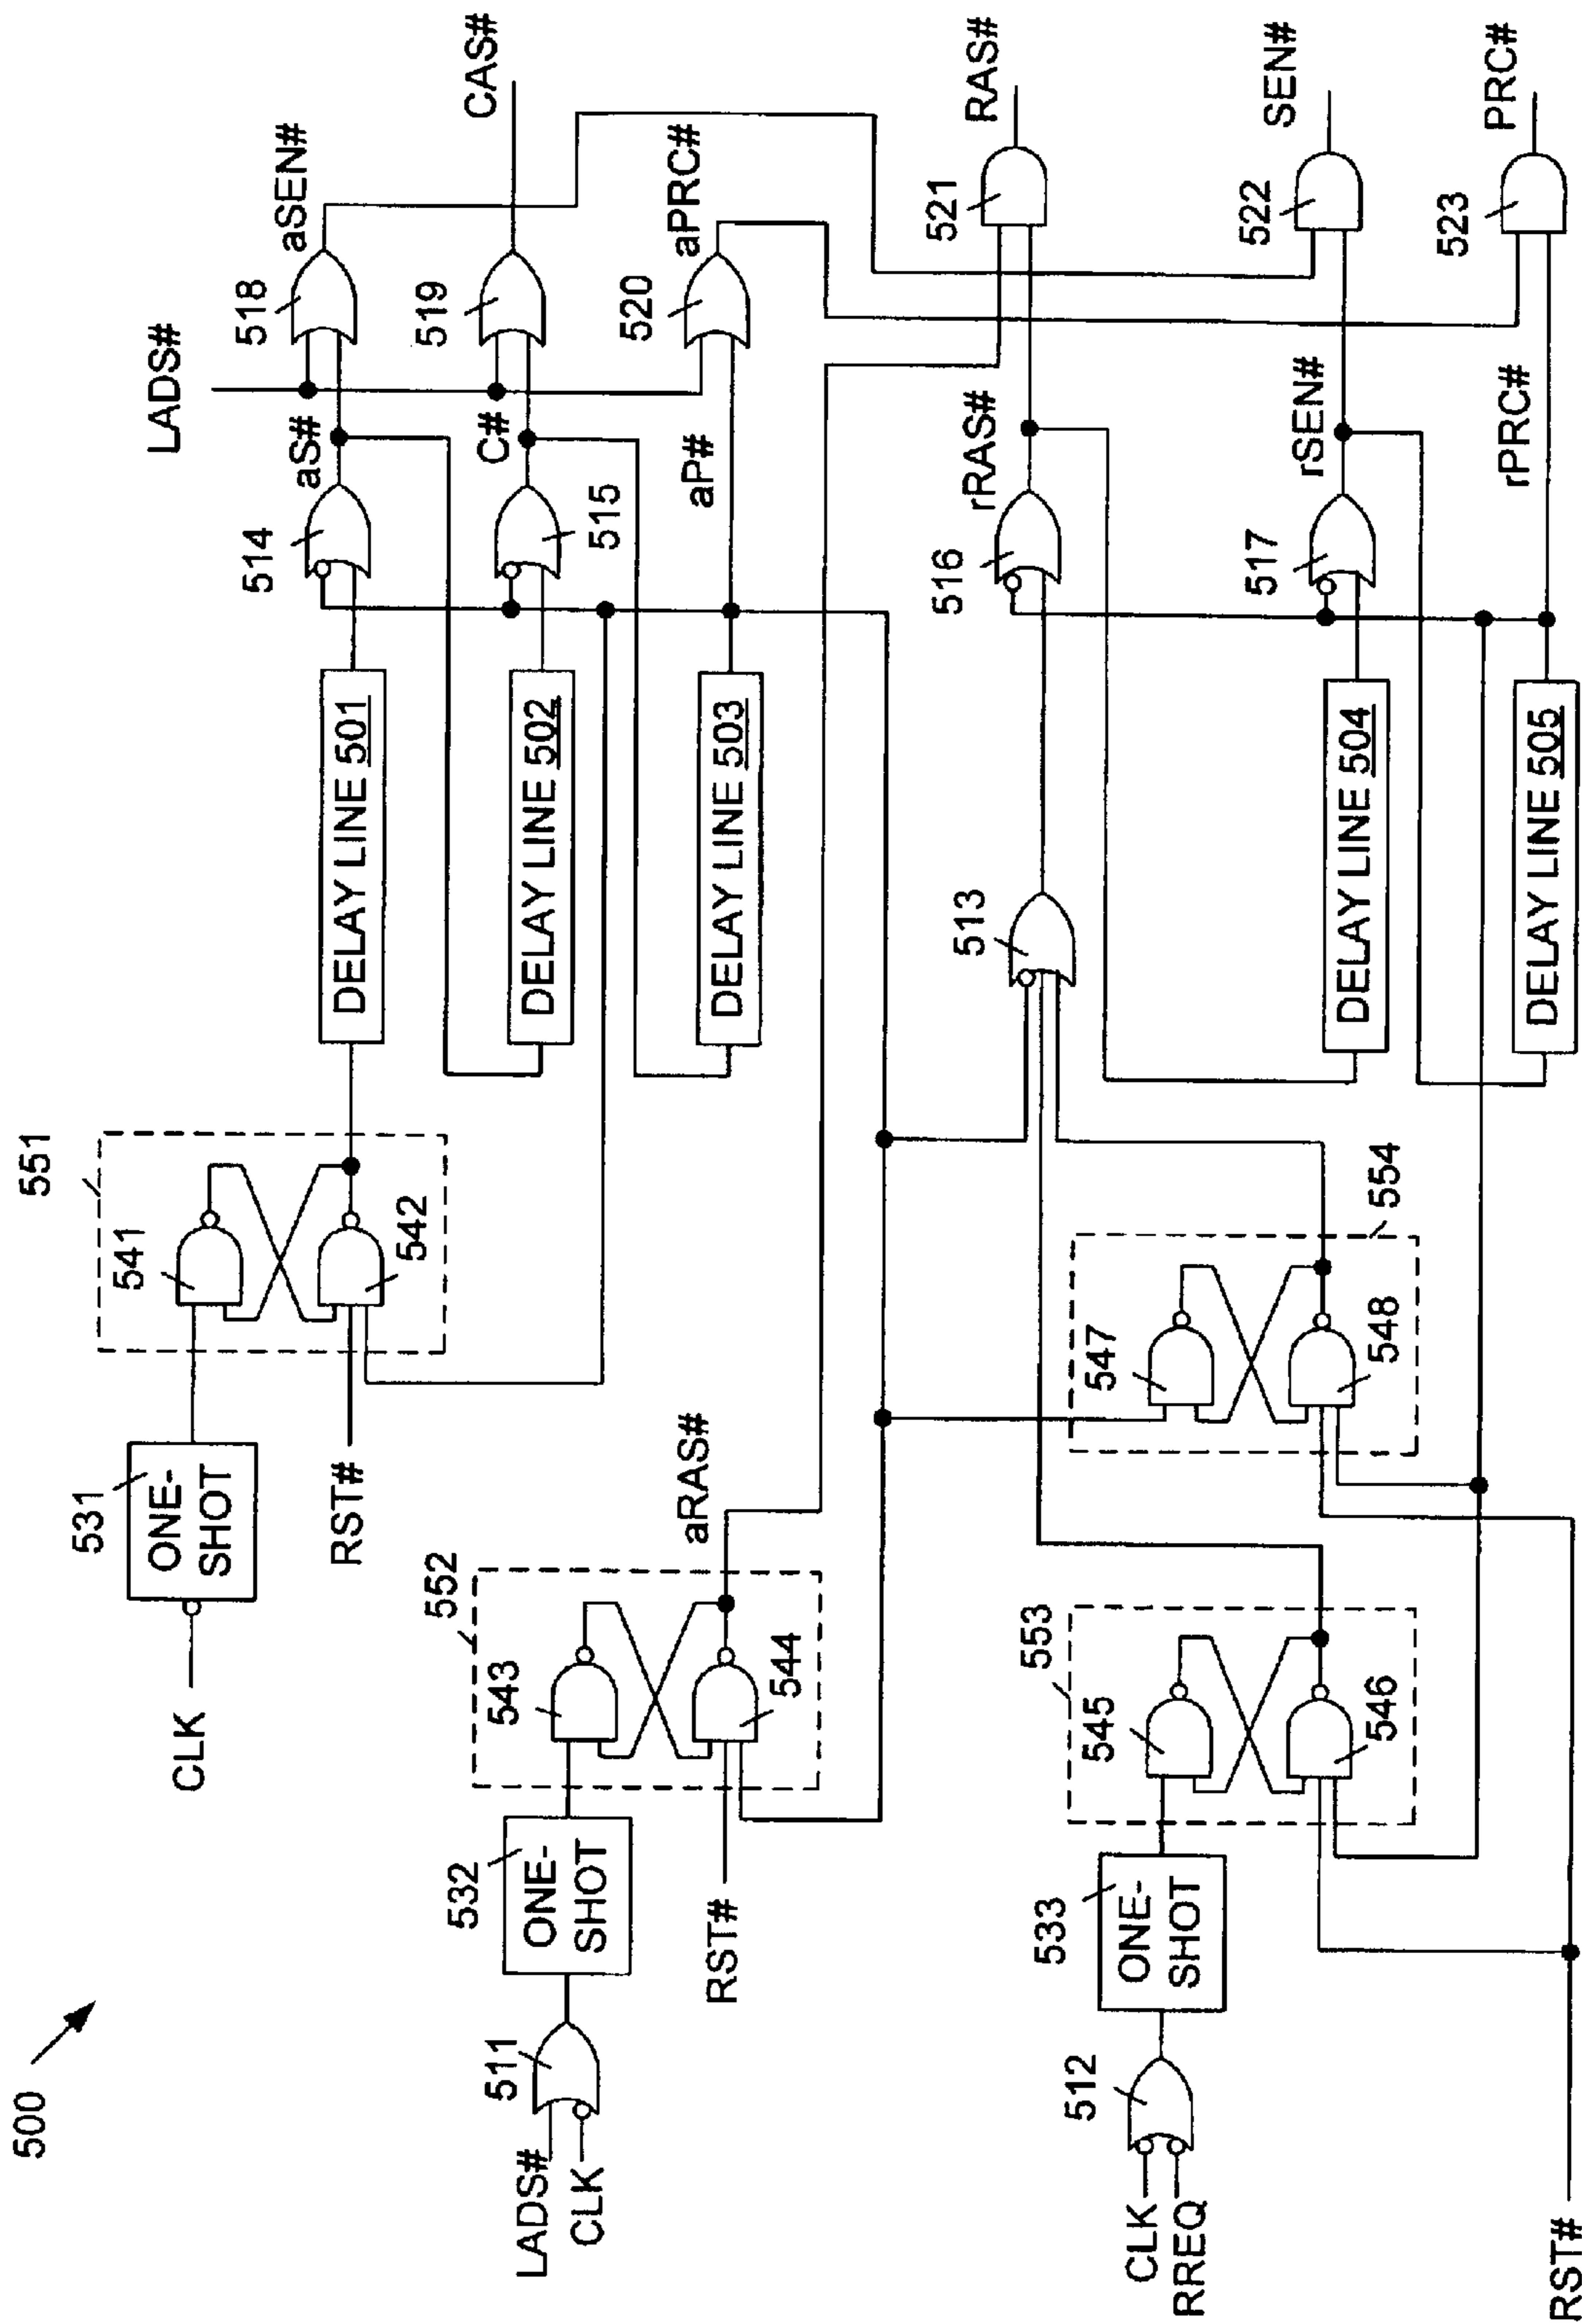 500
CLK
531
ONE-
SHOT
RST#
551
541
542
DELAY LINE 501
514
aS#
LADS#
518
aSEN#
DELAY LINE 502
515
C#
519
CAS#
DELAY LINE 503
aP#
520
aPRC#
LADS#
CLK
511
532
ONE-
SHOT
RST#
552
543
544
aRAS#
513
516
rRAS#
521
RAS#
CLK
RREQ
512
533
ONE-
SHOT
RST#
553
545
546
547
548
554
DELAY LINE 504
517
rSEN#
522
SEN#
DELAY LINE 505
rPRC#
523
PRC#